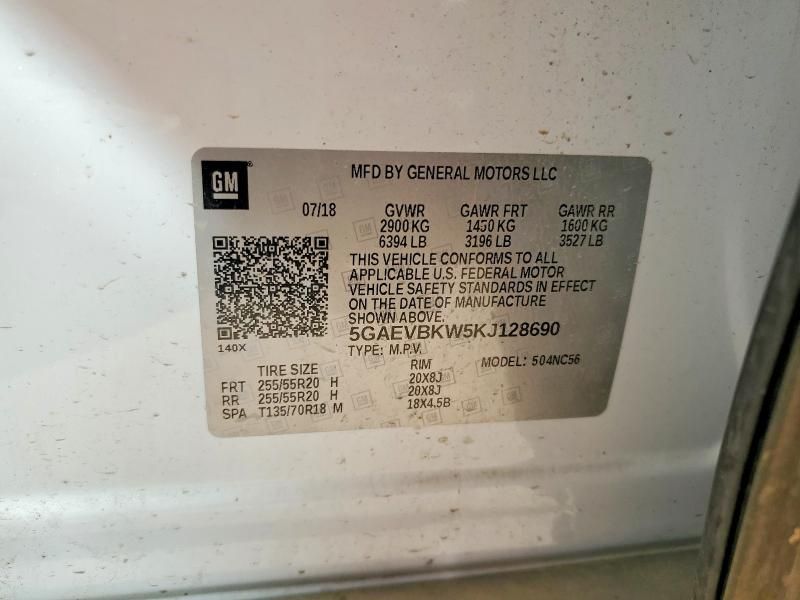 GM
MFD BY GENERAL MOTORS LLC
07/18 GVWR GAWR FRT GAWR RR
2900 KG 1450 KG 1600 KG
6394 LB 3196 LB 3527 LB
THIS VEHICLE CONFORMS TO ALL
APPLICABLE U.S. FEDERAL MOTOR
VEHICLE SAFETY STANDARDS IN EFFECT
ON THE DATE OF MANUFACTURE
SHOWN ABOVE.
5GAEVBKW5KJ128690
140X
TYPE: M.P.V. MODEL: 504NC56
TIRE SIZE RIM
FRT 255/55R20 H 20X8J
RR 255/55R20 H 20X8J
SPA T135/70R18 M 18X4.5B